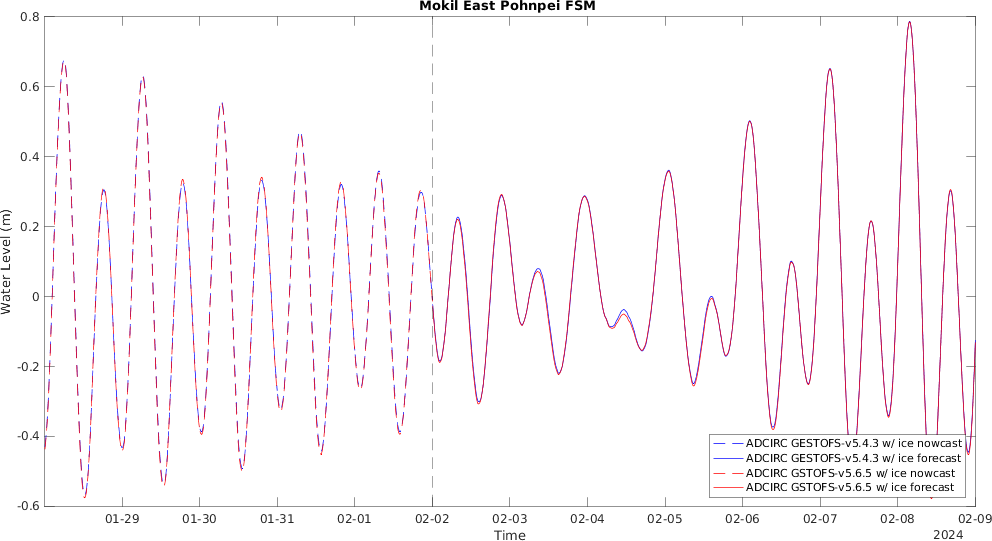 Mokil East Pohnpei FSM
0.8
0.6
0.4
0.2
0
-0.2
-0.4
-0.6
Water Level (m)
ADCIRC GESTOFS-v5.4.3 w/ ice nowcast
ADCIRC GESTOFS-v5.4.3 w/ ice forecast
ADCIRC GSTOFS-v5.6.5 w/ ice nowcast
ADCIRC GSTOFS-v5.6.5 w/ ice forecast
01-29 01-30 01-31 02-01 02-02 02-03 02-04 02-05 02-06 02-07 02-08 02-09
Time
2024